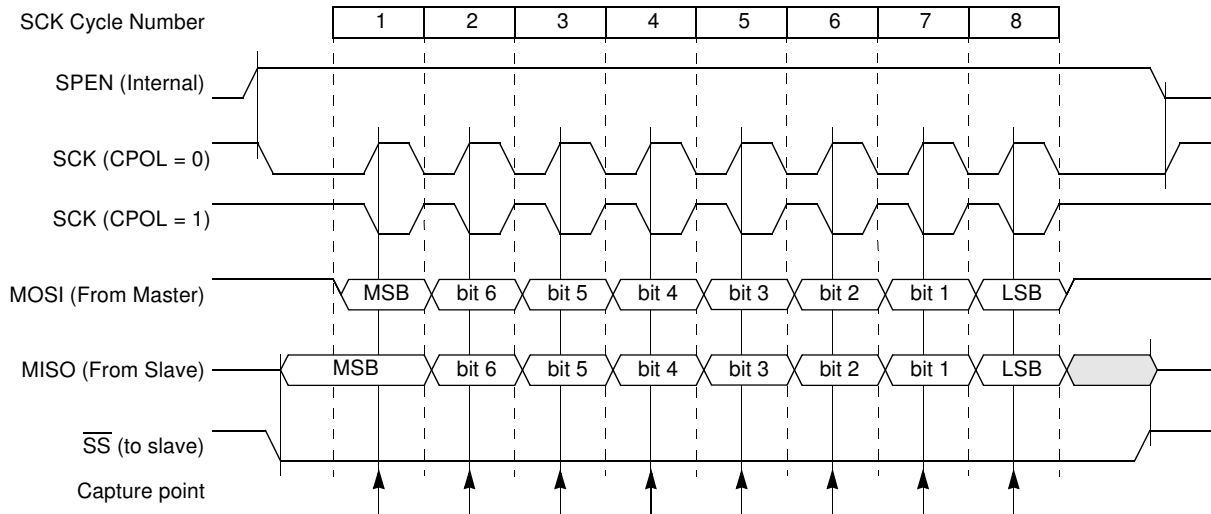 SCK Cycle Number 1 2 3 4 5 6 7 8
SPEN (Internal)
SCK (CPOL = 0)
SCK (CPOL = 1)
MOSI (From Master) MSB bit 6 bit 5 bit 4 bit 3 bit 2 bit 1 LSB
MISO (From Slave) MSB bit 6 bit 5 bit 4 bit 3 bit 2 bit 1 LSB
SS (to slave)
Capture point